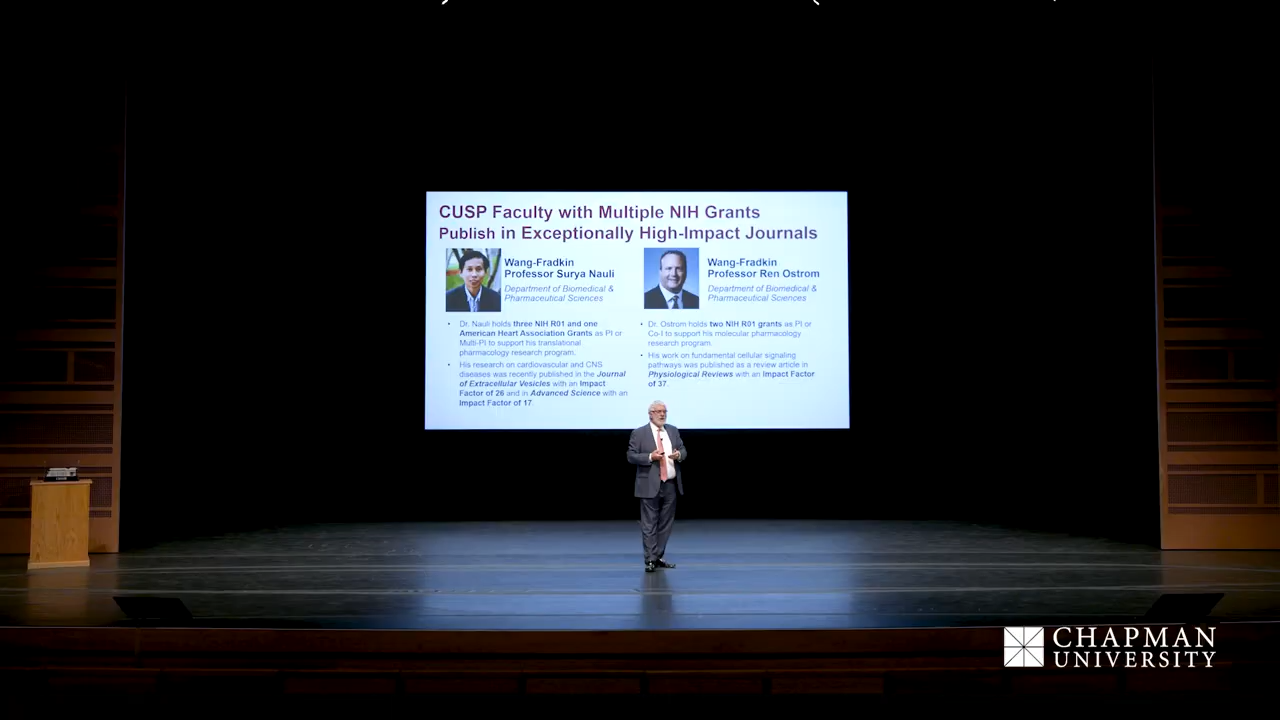 CUSP Faculty with Multiple NIH Grants
Publish in Exceptionally High-Impact Journals
Wang-Fradkin
Professor Surya Nauli
Department of Biomedical &
Pharmaceutical Sciences
• Dr. Nauli holds three NIH R01 and one
American Heart Association Grants as PI or
Multi-PI to support his translational
pharmacology research program.
• His research on cardiovascular and CNS
diseases was recently published in the Journal
of Extracellular Vesicles with an Impact
Factor of 26 and in Advanced Science with an
Impact Factor of 17.
Wang-Fradkin
Professor Ren Ostrom
Department of Biomedical &
Pharmaceutical Sciences
• Dr. Ostrom holds two NIH R01 grants as PI or
Co-I to support his molecular pharmacology
research program.
• His work on fundamental cellular signaling
pathways was published as a review article in
Physiological Reviews with an Impact Factor
of 37.
CHAPMAN
UNIVERSITY